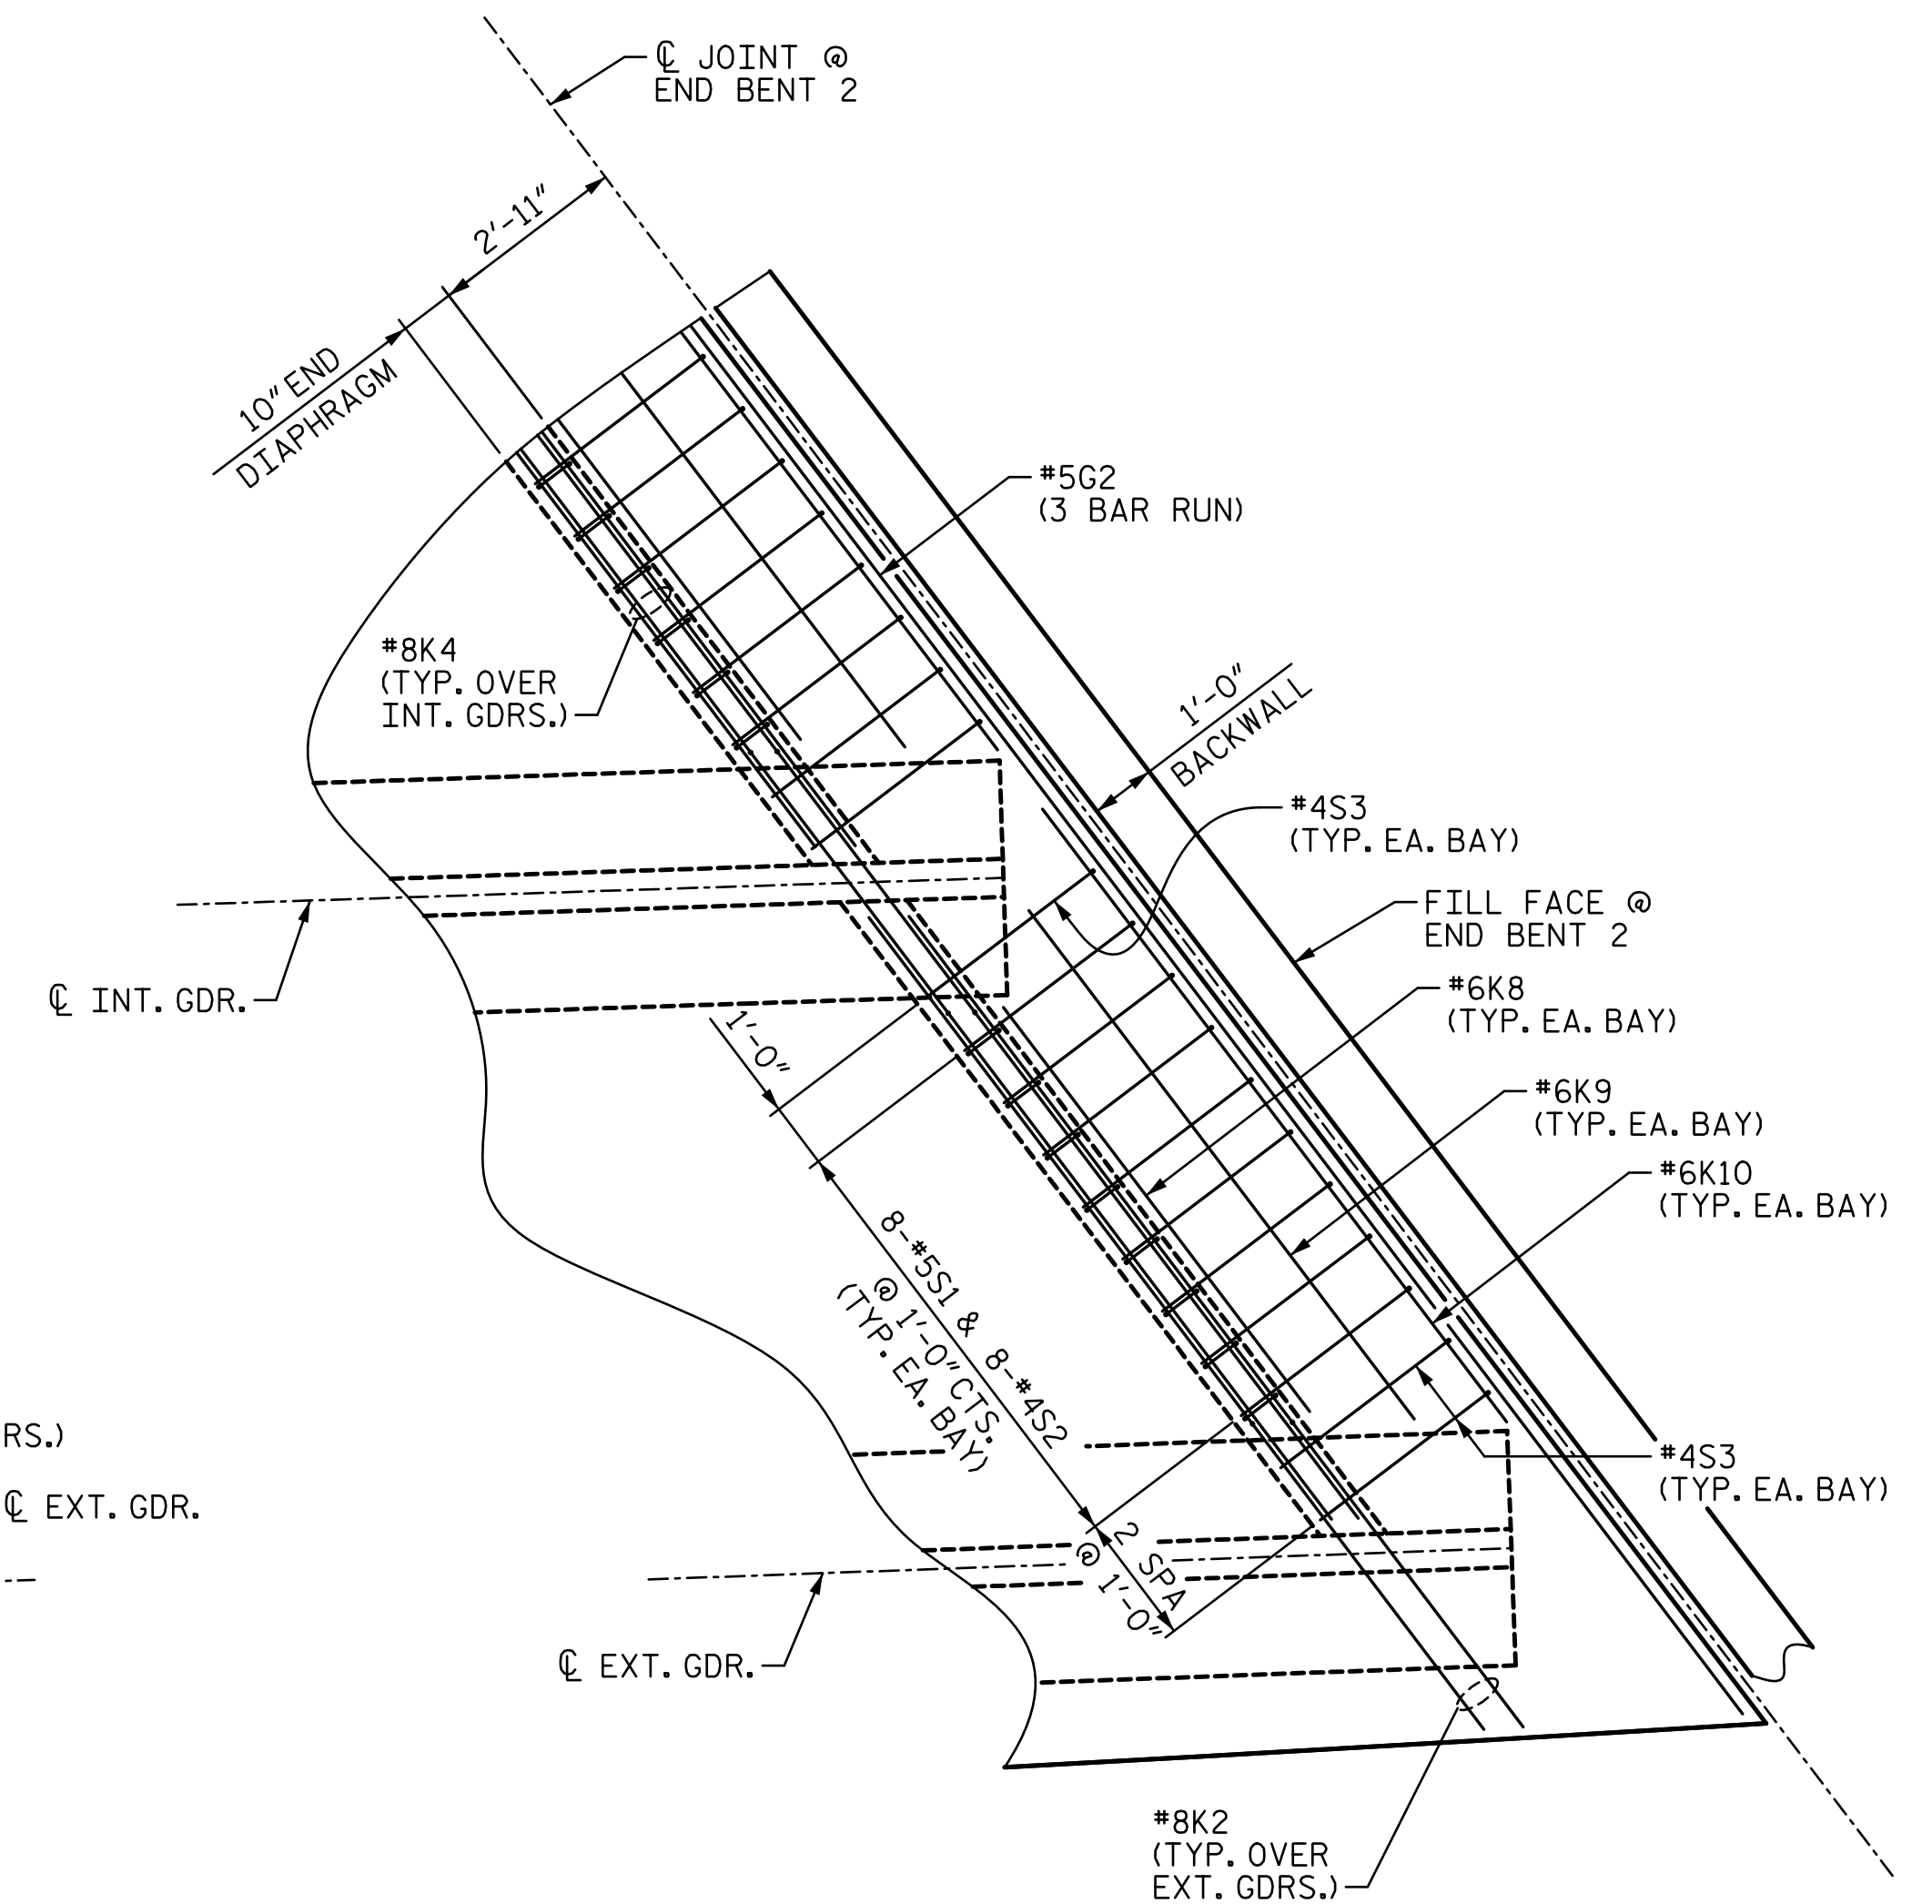 ℄ JOINT @
END BENT 2
2'-11"
10" END
DIAPHRAGM
#5G2
(3 BAR RUN)
#8K4
(TYP. OVER
INT. GDRS.)
1'-0"
BACKWALL
#4S3
(TYP. EA. BAY)
FILL FACE @
END BENT 2
℄ INT. GDR.
#6K8
(TYP. EA. BAY)
1'-0"
#6K9
(TYP. EA. BAY)
#6K10
(TYP. EA. BAY)
8-#5S1 & 8-#4S2
@ 1'-0" CTS.
(TYP. EA. BAY)
RS.)
℄ EXT. GDR.
#4S3
(TYP. EA. BAY)
2 SPA
@ 1'-0"
℄ EXT. GDR.
#8K2
(TYP. OVER
EXT. GDRS.)